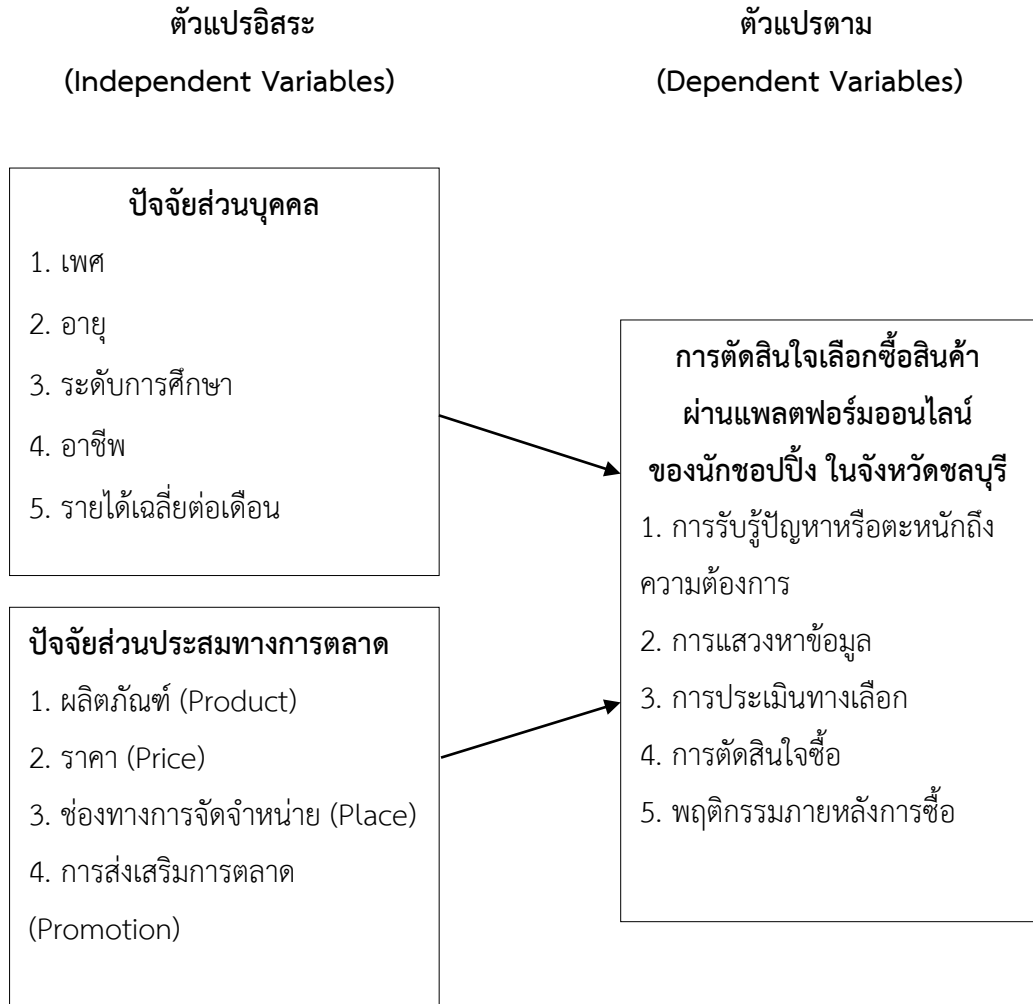 ตัวแปรอิสระ
(Independent Variables)
ตัวแปรตาม
(Dependent Variables)
ปัจจัยส่วนบุคคล
1. เพศ
2. อายุ
3. ระดับการศึกษา
4. อาชีพ
5. รายได้เฉลี่ยต่อเดือน
ปัจจัยส่วนประสมทางการตลาด
1. ผลิตภัณฑ์ (Product)
2. ราคา (Price)
3. ช่องทางการจัดจำหน่าย (Place)
4. การส่งเสริมการตลาด
(Promotion)
การตัดสินใจเลือกซื้อสินค้า
ผ่านแพลตฟอร์มออนไลน์
ของนักชอปปิ้ง ในจังหวัดชลบุรี
1. การรับรู้ปัญหาหรือตะหนักถึง
ความต้องการ
2. การแสวงหาข้อมูล
3. การประเมินทางเลือก
4. การตัดสินใจซื้อ
5. พฤติกรรมภายหลังการซื้อ